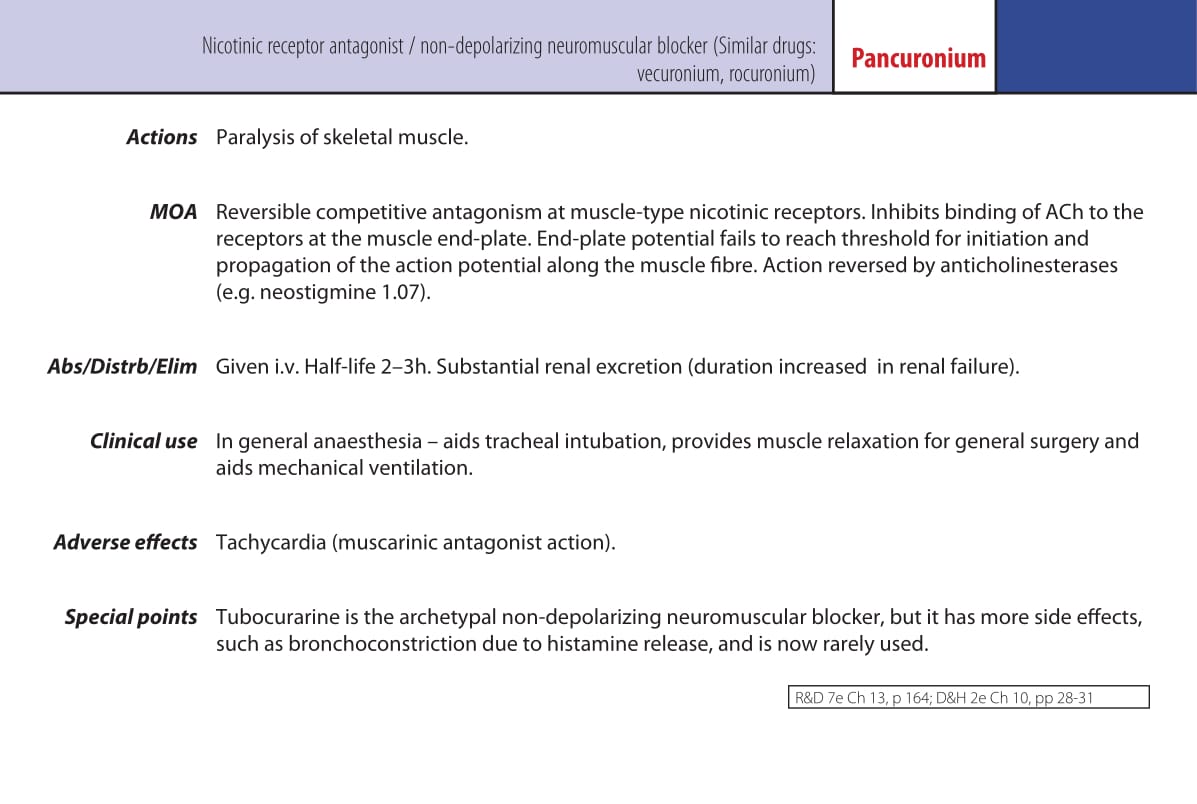 Nicotinic receptor antagonist / non-depolarizing neuromuscular blocker (Similar drugs:
vecuronium, rocuronium)
Pancuronium
Actions Paralysis of skeletal muscle.
MOA Reversible competitive antagonism at muscle-type nicotinic receptors. Inhibits binding of ACh to the
receptors at the muscle end-plate. End-plate potential fails to reach threshold for initiation and
propagation of the action potential along the muscle fibre. Action reversed by anticholinesterases
(e.g. neostigmine 1.07).
Abs/Distrb/Elim Given i.v. Half-life 2–3h. Substantial renal excretion (duration increased in renal failure).
Clinical use In general anaesthesia – aids tracheal intubation, provides muscle relaxation for general surgery and
aids mechanical ventilation.
Adverse effects Tachycardia (muscarinic antagonist action).
Special points Tubocurarine is the archetypal non-depolarizing neuromuscular blocker, but it has more side effects,
such as bronchoconstriction due to histamine release, and is now rarely used.
R&D 7e Ch 13, p 164; D&H 2e Ch 10, pp 28-31